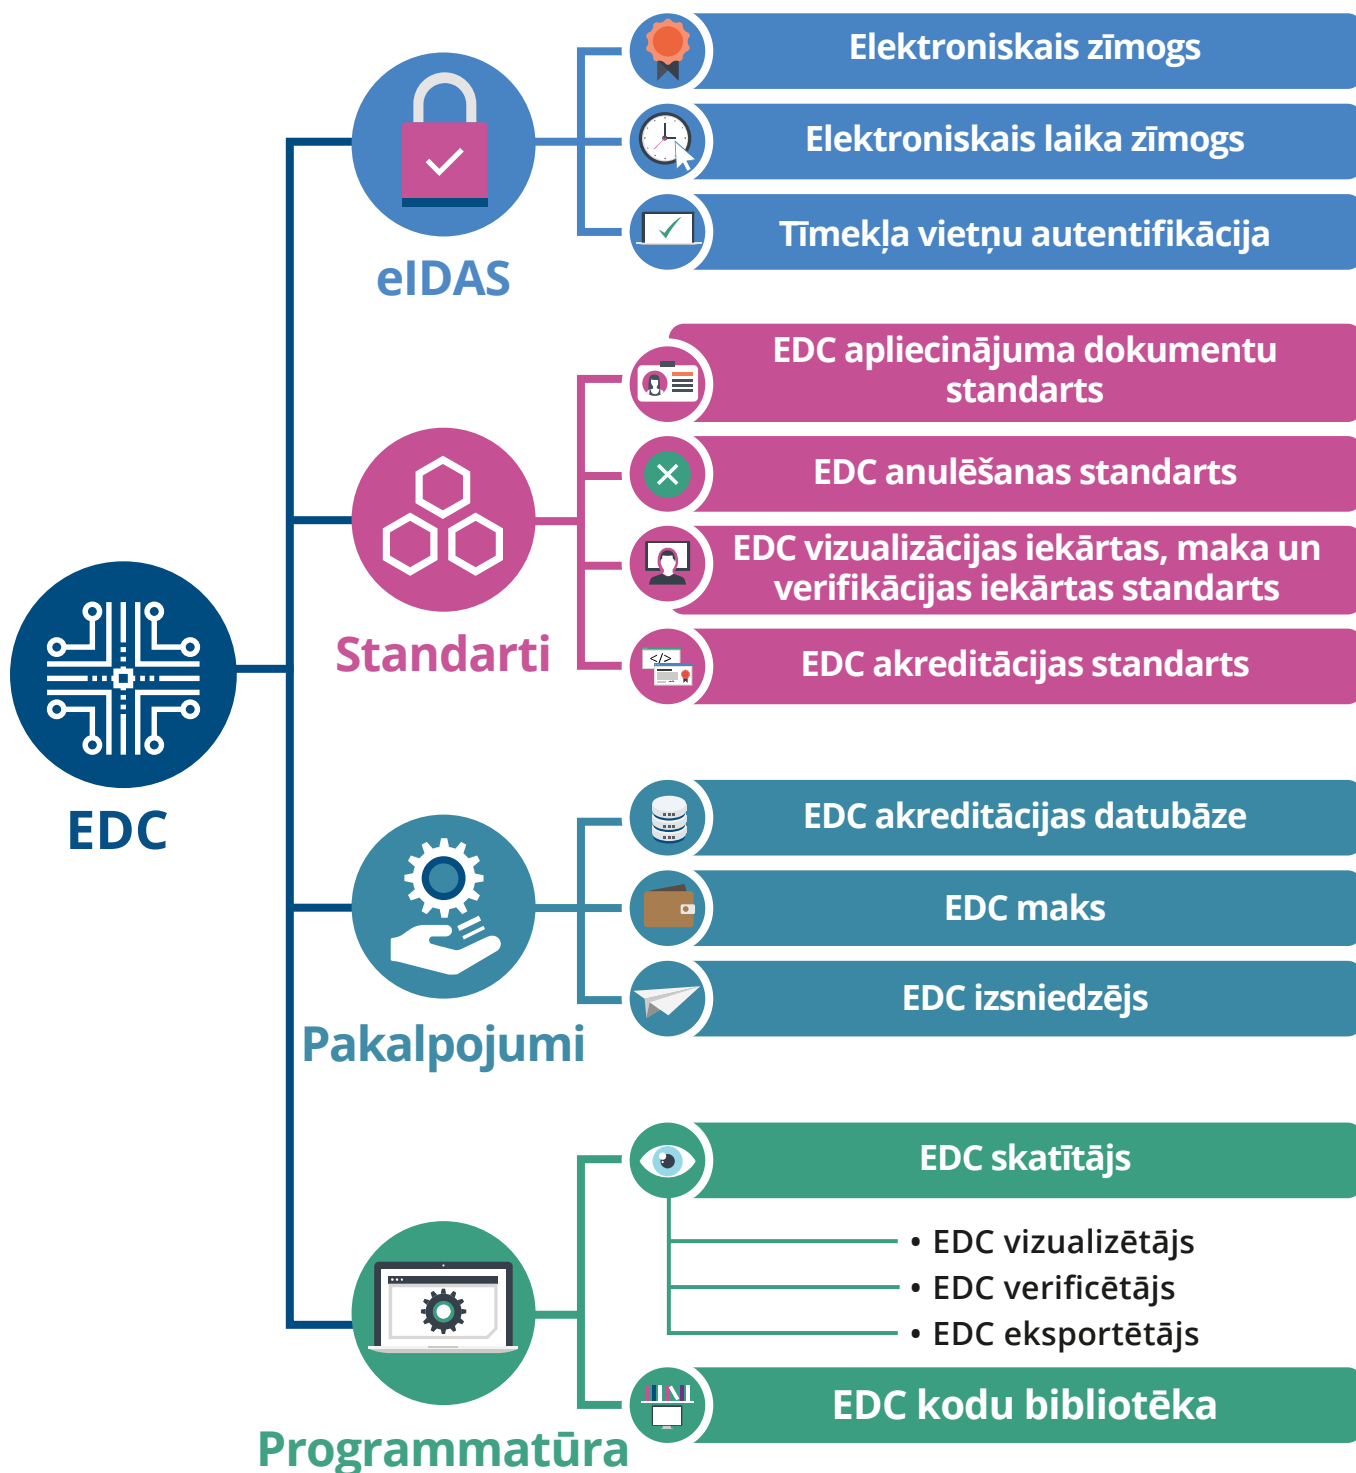 Elektroniskais zīmogs
Elektroniskais laika zīmogs
Tīmekļa vietņu autentifikācija
eIDAS
EDC apliecinājuma dokumentu
standarts
EDC anulēšanas standarts
EDC vizualizācijas iekārtas, maka un
verifikācijas iekārtas standarts
EDC akreditācijas standarts
</>
Standarti
EDC
EDC akreditācijas datubāze
EDC maks
EDC izsniedzējs
Pakalpojumi
EDC skatītājs
• EDC vizualizētājs
• EDC verificētājs
• EDC eksportētājs
EDC kodu bibliotēka
Programmatūra